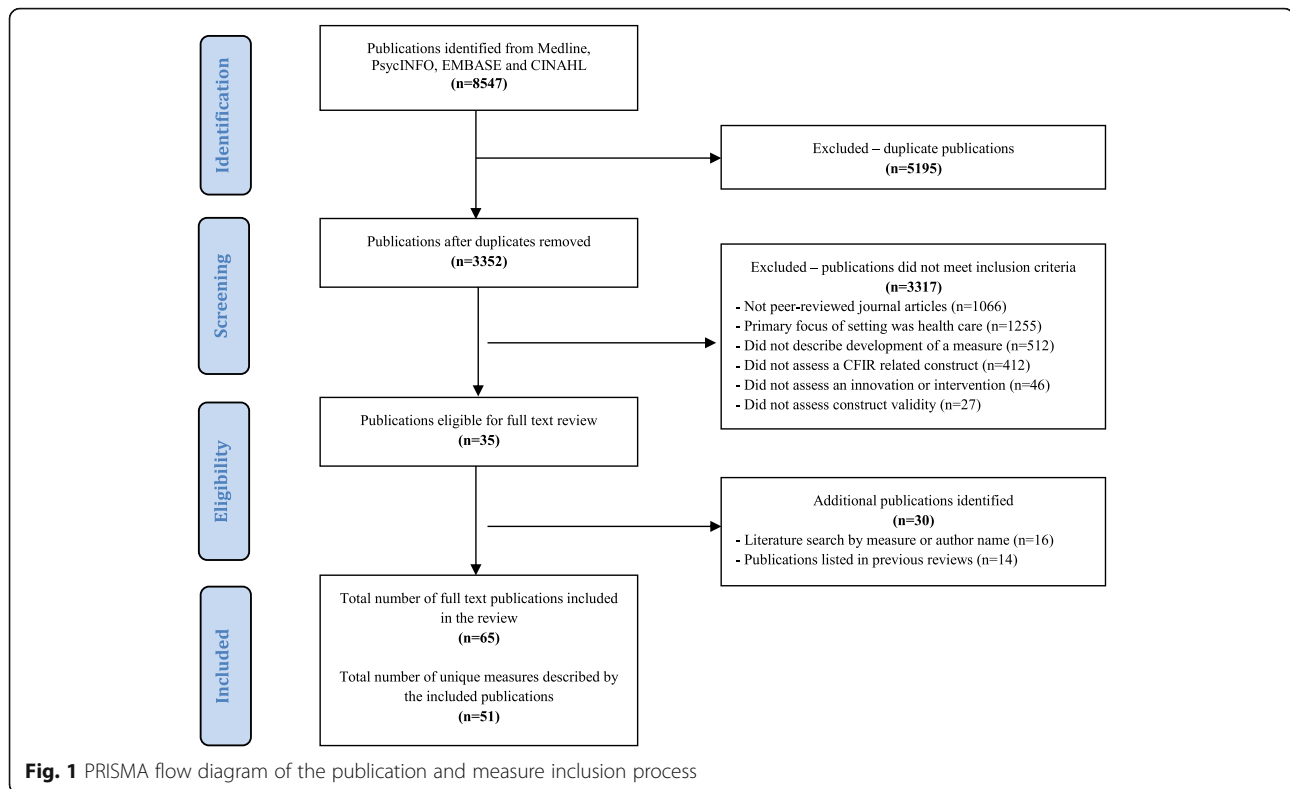 Identification
Publications identified from Medline,
PsycINFO, EMBASE and CINAHL
(n=8547)
Excluded – duplicate publications
(n=5195)
Screening
Publications after duplicates removed
(n=3352)
Excluded – publications did not meet inclusion criteria
(n=3317)
- Not peer-reviewed journal articles (n=1066)
- Primary focus of setting was health care (n=1255)
- Did not describe development of a measure (n=512)
- Did not assess a CFIR related construct (n=412)
- Did not assess an innovation or intervention (n=46)
- Did not assess construct validity (n=27)
Eligibility
Publications eligible for full text review
(n=35)
Additional publications identified
(n=30)
- Literature search by measure or author name (n=16)
- Publications listed in previous reviews (n=14)
Included
Total number of full text publications included
in the review
(n=65)
Total number of unique measures described by
the included publications
(n=51)
Fig. 1 PRISMA flow diagram of the publication and measure inclusion process